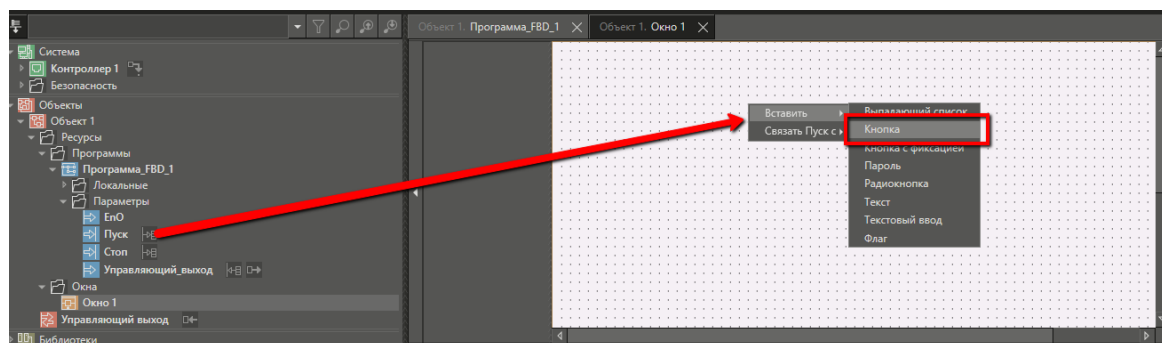 Объект 1. Программа_FBD_1
Объект 1. Окно 1
Система
Контроллер 1
Безопасность
Объекты
Объект 1
Ресурсы
Программы
Программа_FBD_1
Локальные
Параметры
EnO
Пуск
Стоп
Управляющий_выход
Окна
Окно 1
Управляющий выход
Библиотеки
Вставить
Связать Пуск с
Выпадающий список
Кнопка
Кнопка с фиксацией
Пароль
Радиокнопка
Текст
Текстовый ввод
Флаг